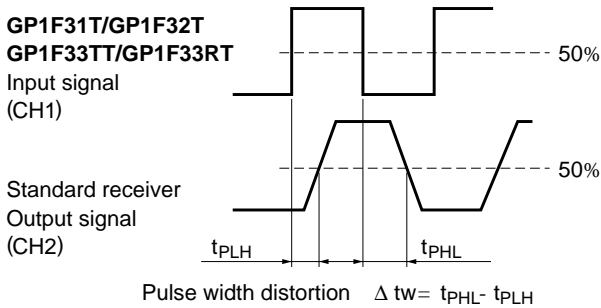 GP1F31T/GP1F32T
GP1F33TT/GP1F33RT
50%
Input signal
(CH1)
50%
Standard receiver
Output signal
(CH2)
tPLH
tPHL
Pulse width distortion Δ tw= tPHL- tPLH